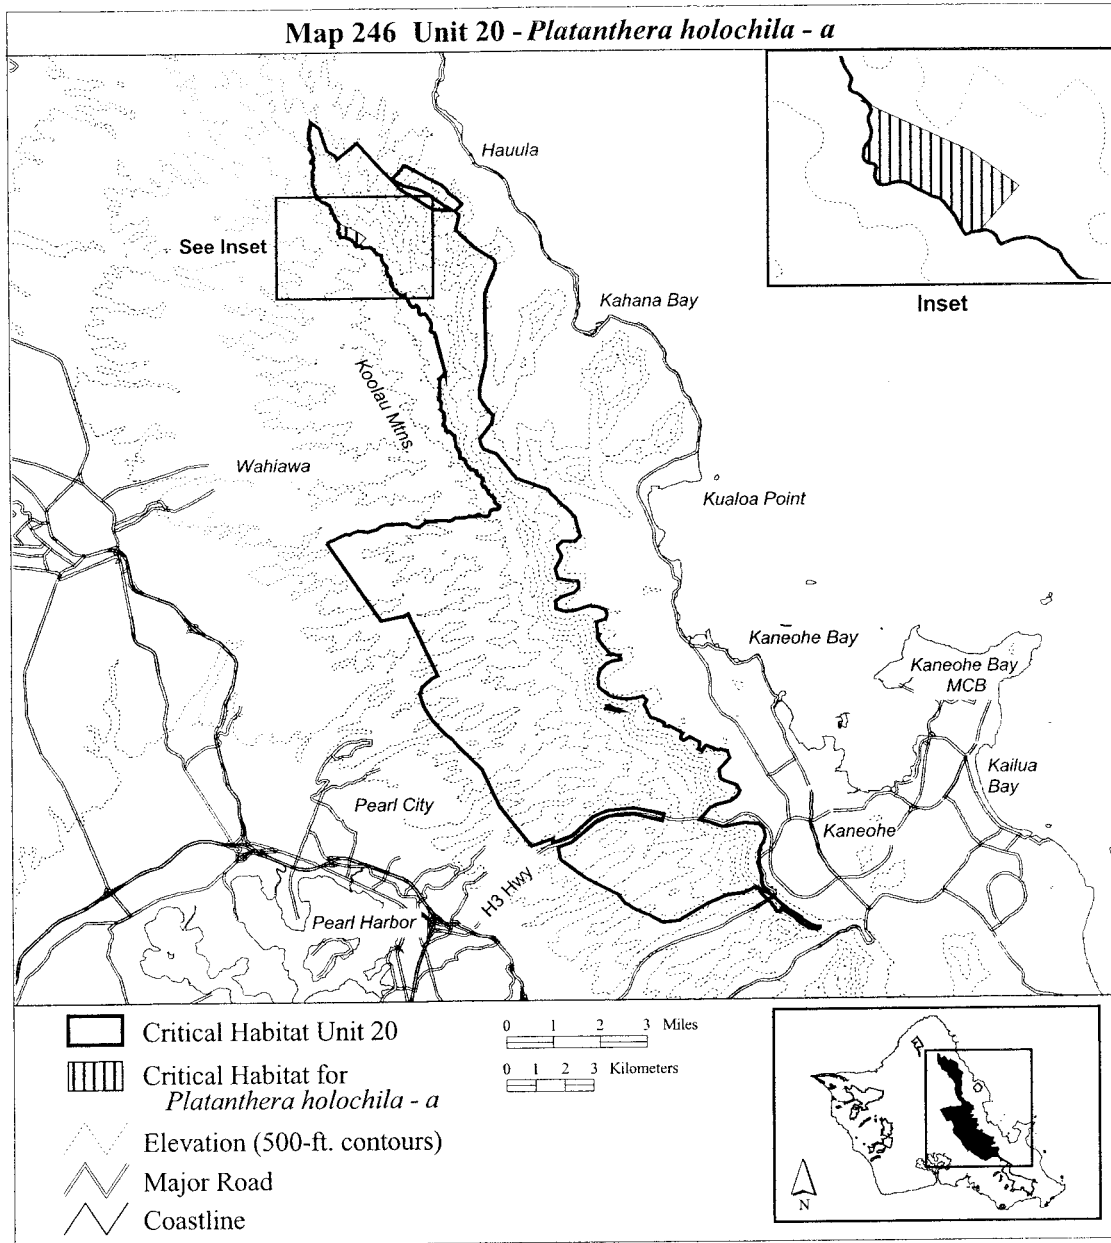 Map 246 Unit 20 - Platanthera holochila - a
Hauula
See Inset
Inset
Kahana Bay
Koolau Mtns.
Wahiawa
Kualoa Point
Kaneohe Bay
Kaneohe Bay
MCB
Kailua
Bay
Pearl City
Kaneohe
H3 Hwy
Pearl Harbor
Critical Habitat Unit 20
Critical Habitat for
Platanthera holochila - a
Elevation (500-ft. contours)
Major Road
Coastline
0 1 2 3 Miles
0 1 2 3 Kilometers
N